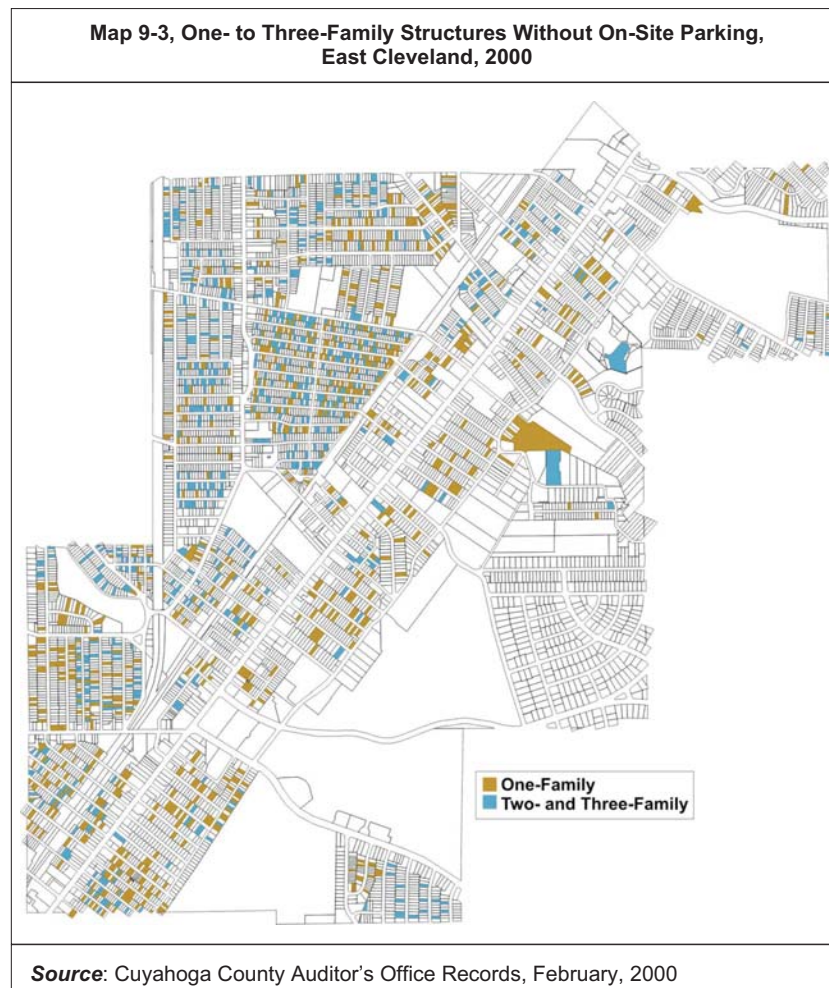 Map 9-3, One- to Three-Family Structures Without On-Site Parking,
East Cleveland, 2000
One-Family
Two- and Three-Family
Source: Cuyahoga County Auditor's Office Records, February, 2000